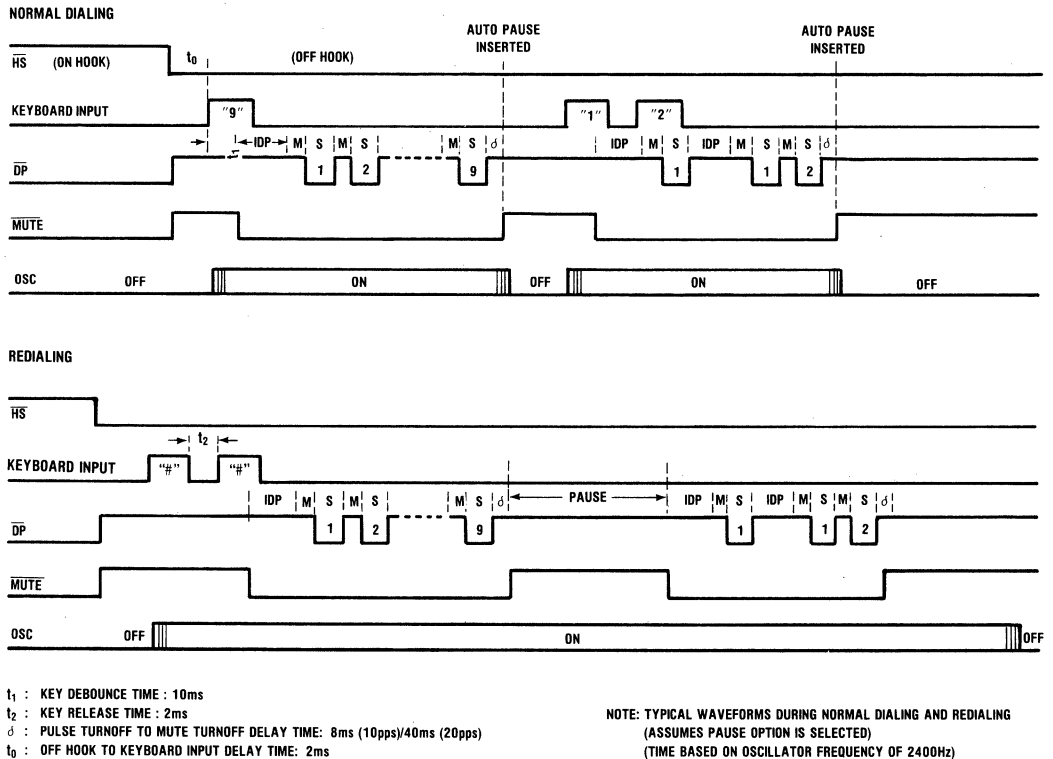 NORMAL DIALING
AUTO PAUSE INSERTED
AUTO PAUSE INSERTED
HS (ON HOOK) t0 (OFF HOOK)
KEYBOARD INPUT "9" "1" "2"
t1 IDP M S M S M S δ IDP M S IDP M S M S δ
DP 1 2 9 1 1 2
MUTE
OSC OFF ON OFF ON OFF
REDIALING
HS
t2
KEYBOARD INPUT "#" "#"
IDP M S M S M S δ PAUSE IDP M S IDP M S M S δ
DP 1 2 9 1 1 2
MUTE
OSC OFF ON OFF
t1 : KEY DEBOUNCE TIME : 10ms
t2 : KEY RELEASE TIME : 2ms
δ : PULSE TURNOFF TO MUTE TURNOFF DELAY TIME: 8ms (10pps)/40ms (20pps)
t0 : OFF HOOK TO KEYBOARD INPUT DELAY TIME: 2ms
NOTE: TYPICAL WAVEFORMS DURING NORMAL DIALING AND REDIALING
(ASSUMES PAUSE OPTION IS SELECTED)
(TIME BASED ON OSCILLATOR FREQUENCY OF 2400Hz)